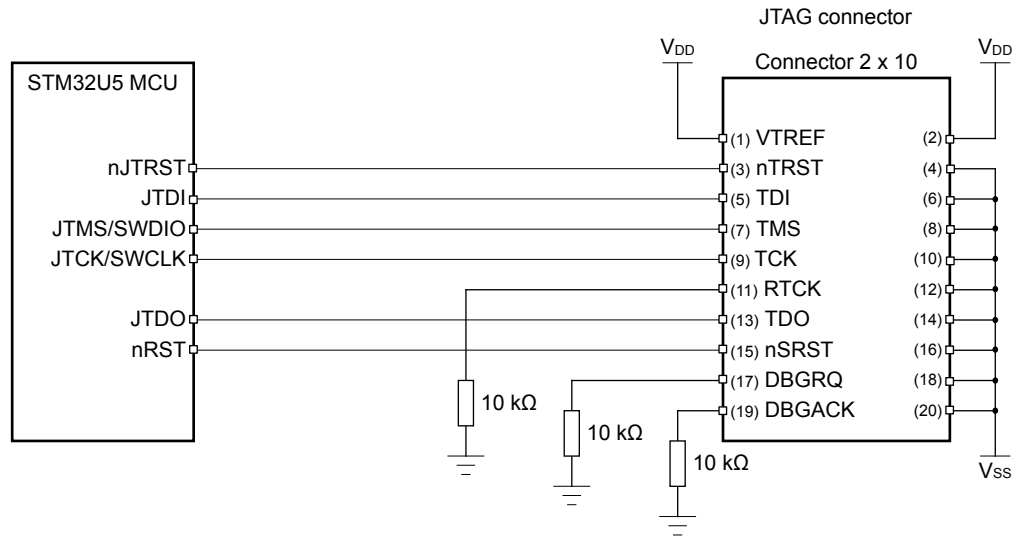 JTAG connector
VDD
VDD
Connector 2 x 10
STM32U5 MCU
(1) VTREF
(2)
nJTRST
(3) nTRST
(4)
JTDI
(5) TDI
(6)
JTMS/SWDIO
(7) TMS
(8)
JTCK/SWCLK
(9) TCK
(10)
(11) RTCK
(12)
JTDO
(13) TDO
(14)
nRST
(15) nSRST
(16)
(17) DBGRQ
(18)
(19) DBGACK
(20)
10 kΩ
10 kΩ
10 kΩ
VSS